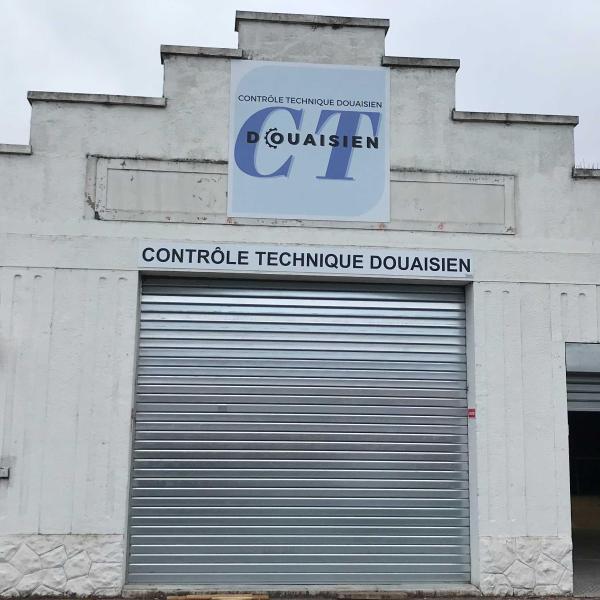 CONTRÔLE TECHNIQUE DOUAISIEN
CT
DOUAISIEN
CONTRÔLE TECHNIQUE DOUAISIEN